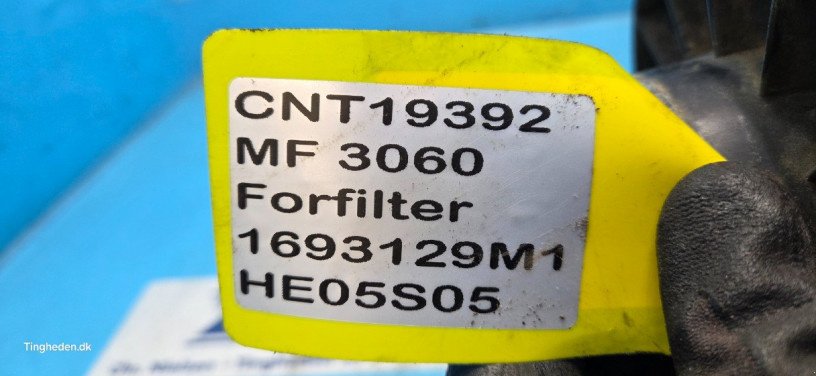 CNT19392
MF 3060
Forfilter
1693129M1
HE05S05
Tingheden.dk